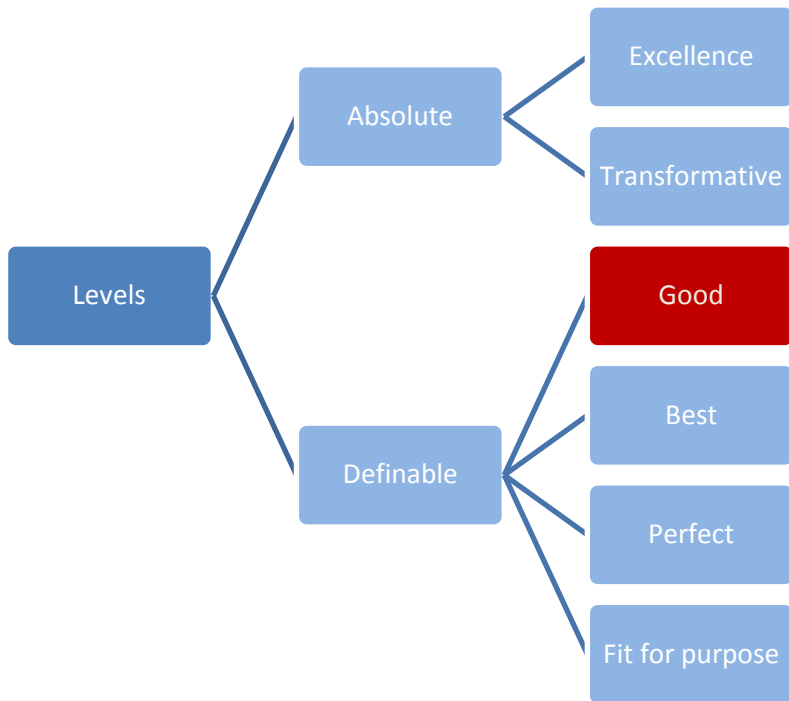 Levels
Absolute
Excellence
Transformative
Definable
Good
Best
Perfect
Fit for purpose